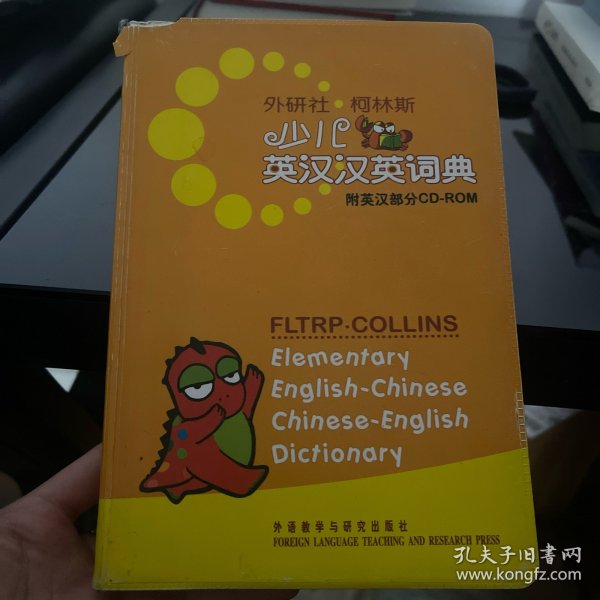 外研社·柯林斯
少儿
英汉汉英词典
附英汉部分CD-ROM
FLTRP·COLLINS
Elementary
English-Chinese
Chinese-English
Dictionary
外语教学与研究出版社
FOREIGN LANGUAGE TEACHING AND RESEARCH PRESS
孔夫子旧书网
www.kongfz.com